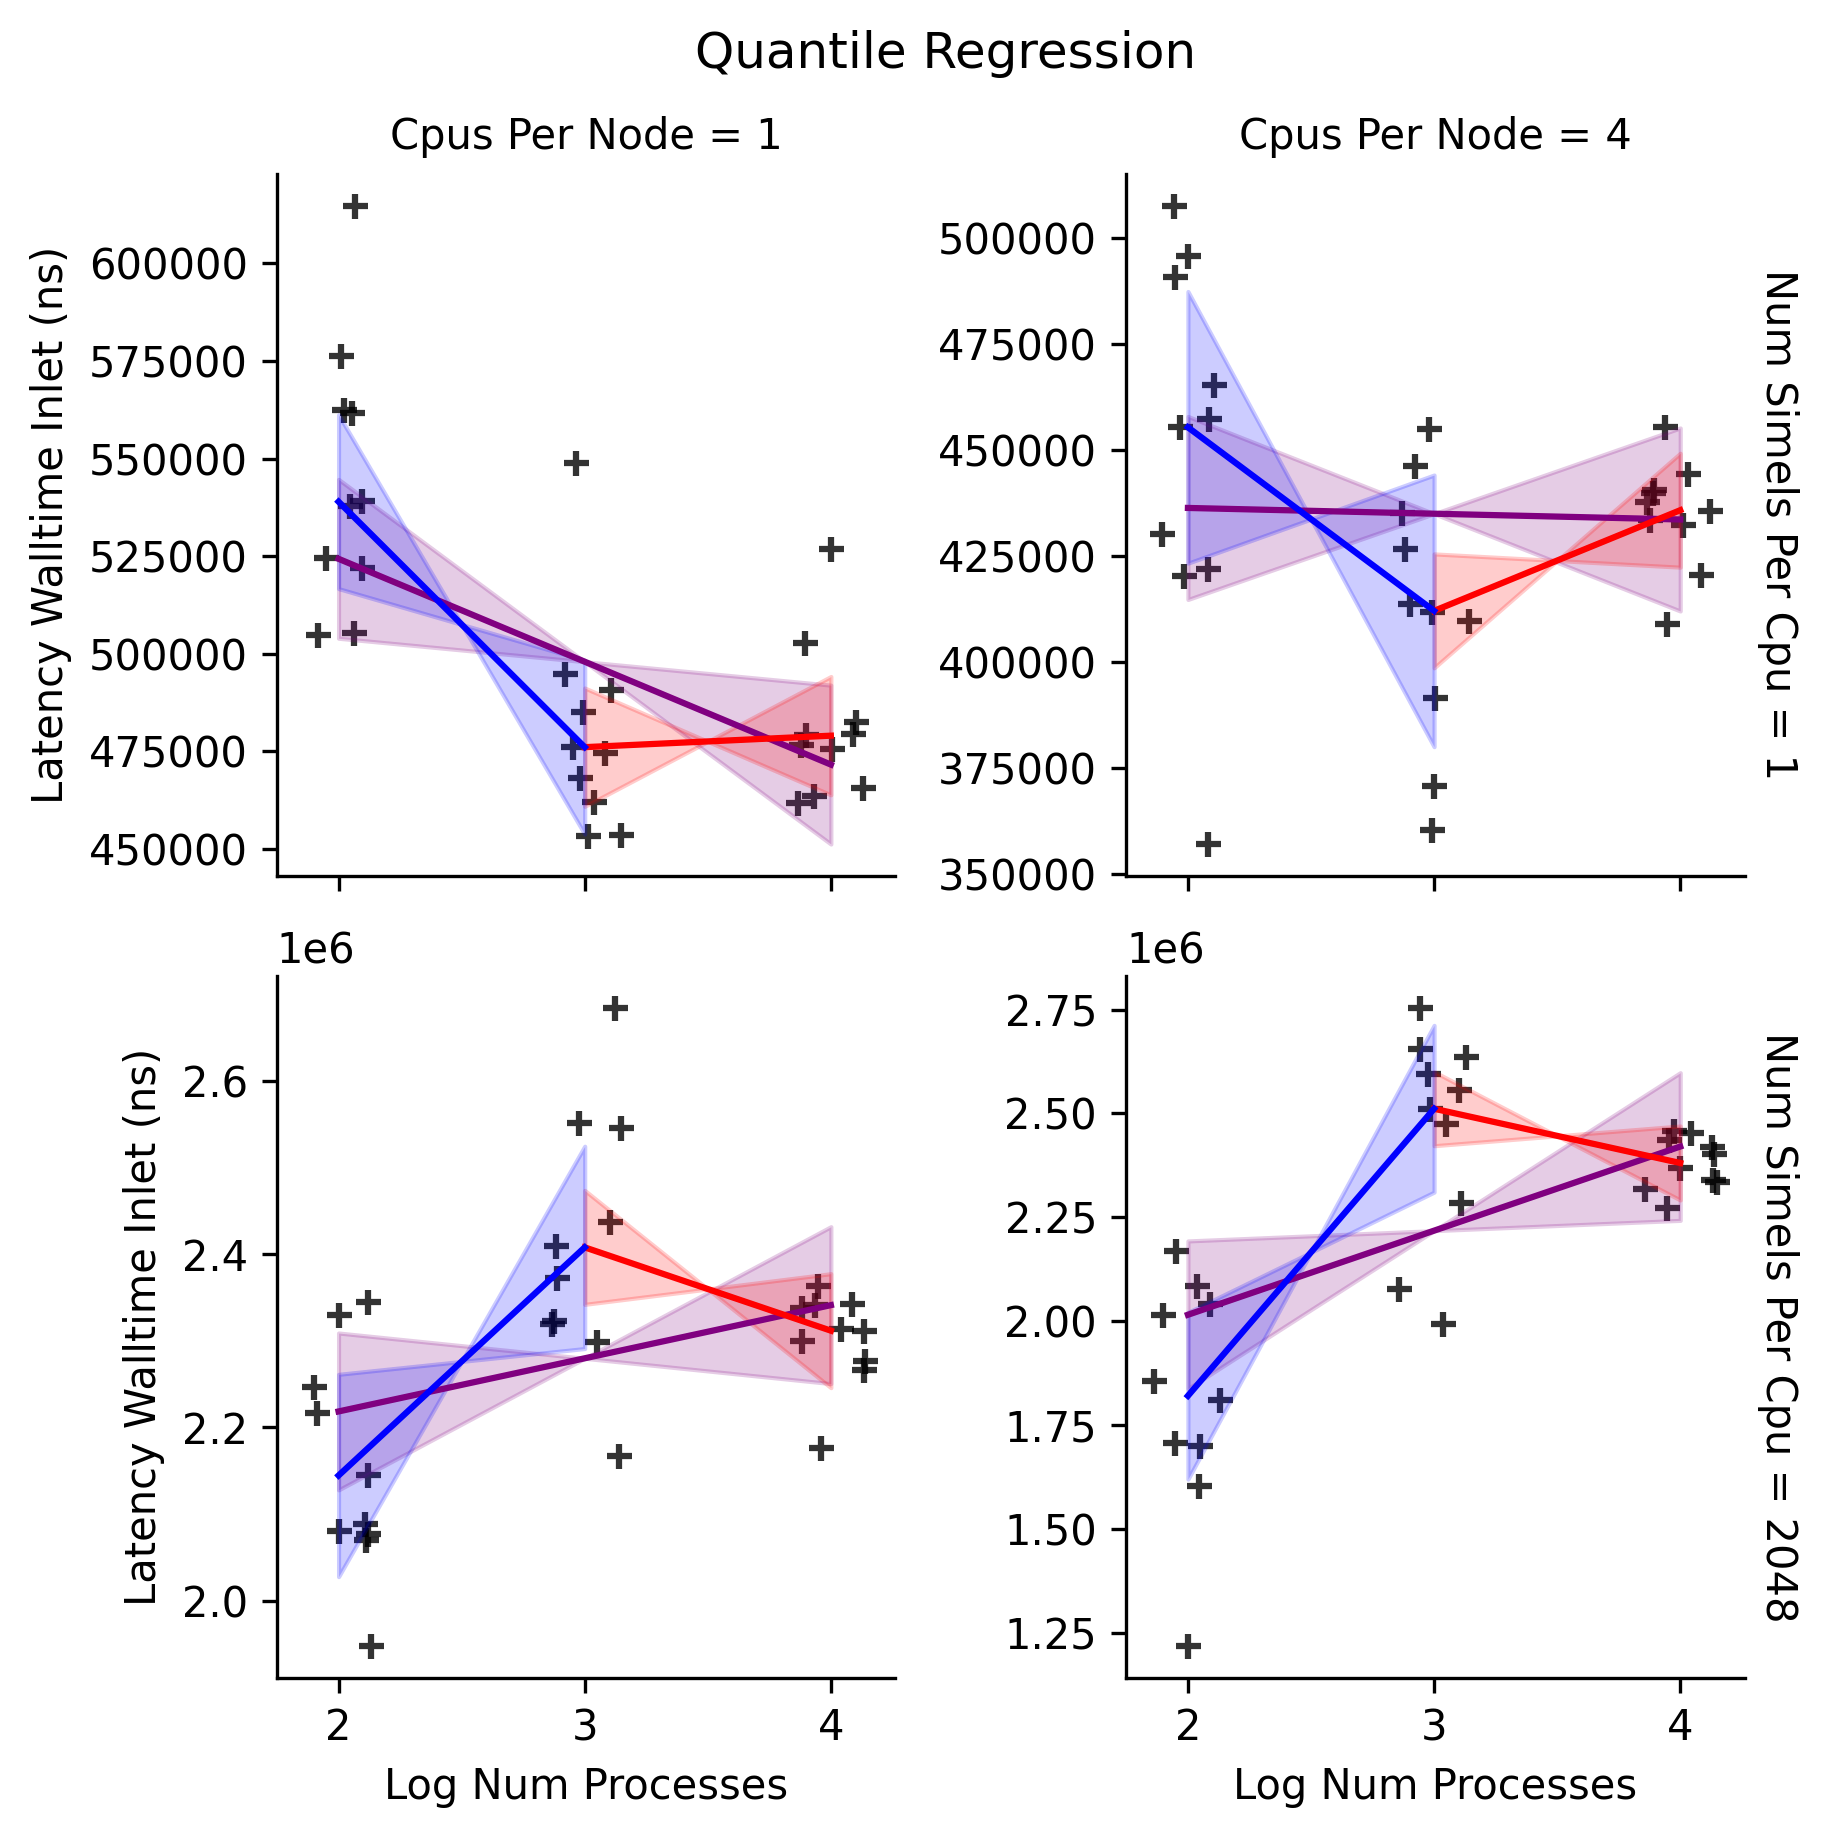 Quantile Regression
Cpus Per Node = 1
Cpus Per Node = 4
Latency Walltime Inlet (ns)
600000
575000
550000
525000
500000
475000
450000
500000
475000
450000
425000
400000
375000
350000
Num Simels Per Cpu = 1
Latency Walltime Inlet (ns)
1e6
2.6
2.4
2.2
2.0
1e6
2.75
2.50
2.25
2.00
1.75
1.50
1.25
Num Simels Per Cpu = 2048
2 3 4
2 3 4
Log Num Processes
Log Num Processes